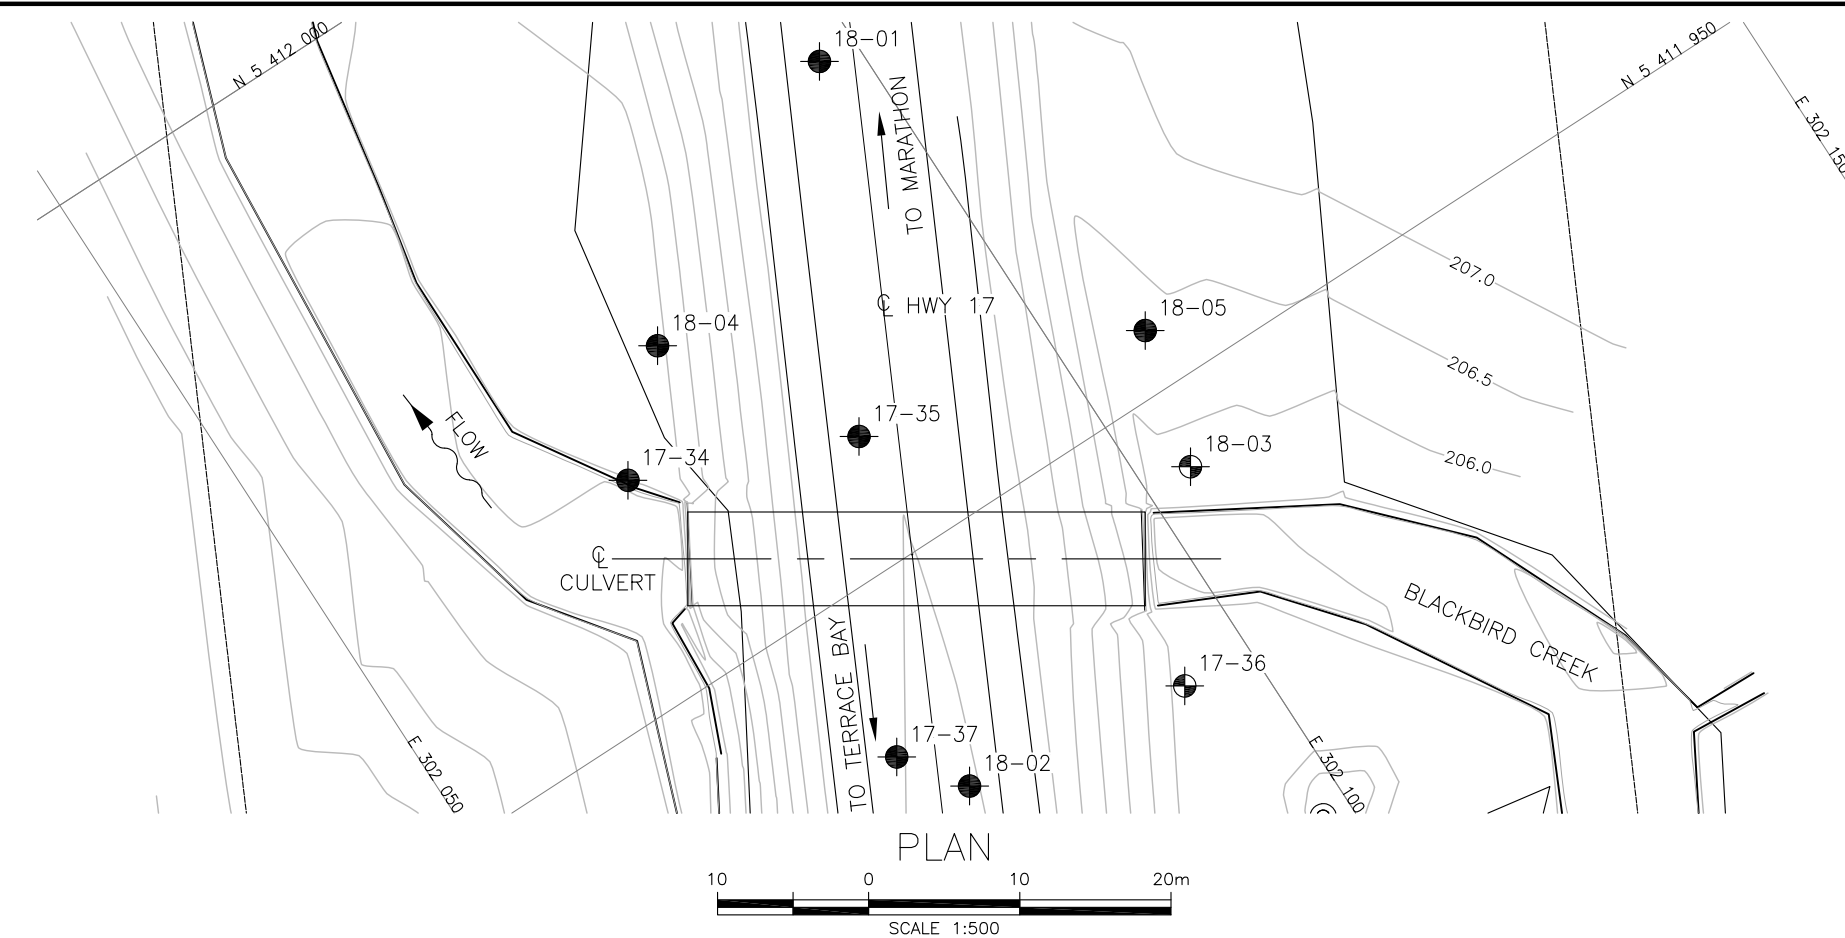 18-01
N 5 412 000
N 5 411 950
E 302 150
TO MARATHON
207.0
℄ HWY 17
18-04
18-05
206.5
17-35
FLOW
18-03
17-34
206.0
℄
CULVERT
BLACKBIRD CREEK
17-36
TO TERRACE BAY
17-37
18-02
E 302 050
E 302 100
PLAN
10 0 10 20m
SCALE 1:500